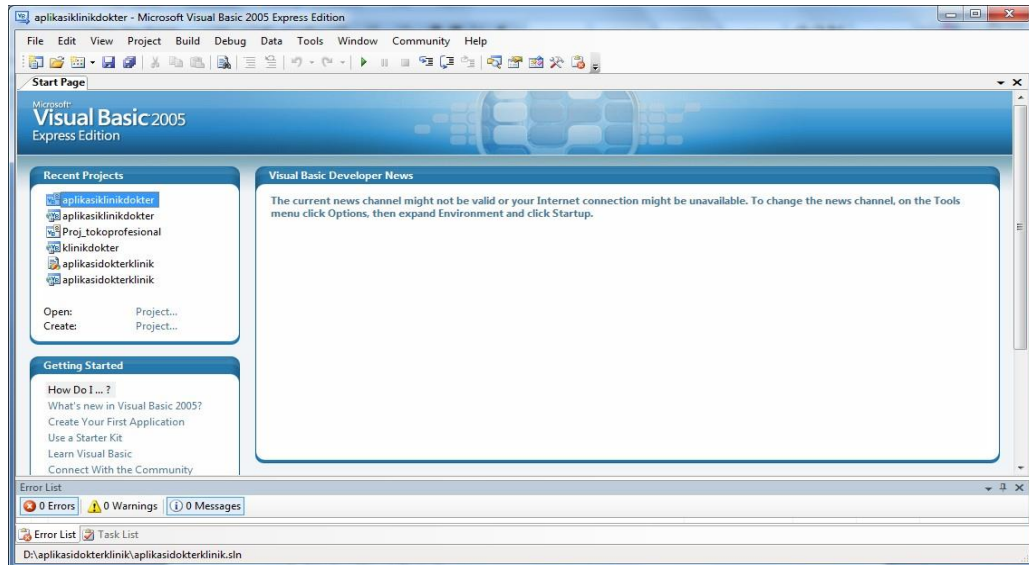 aplikasiklinikdokter - Microsoft Visual Basic 2005 Express Edition
File Edit View Project Build Debug Data Tools Window Community Help
Start Page
Microsoft
Visual Basic 2005
Express Edition
Recent Projects
aplikasiklinikdokter
aplikasiklinikdokter
Proj_tokoprofesional
klinikdokter
aplikasidokterklinik
aplikasidokterklinik
Open: Project...
Create: Project...
Getting Started
How Do I ... ?
What's new in Visual Basic 2005?
Create Your First Application
Use a Starter Kit
Learn Visual Basic
Connect With the Community
Visual Basic Developer News
The current news channel might not be valid or your Internet connection might be unavailable. To change the news channel, on the Tools
menu click Options, then expand Environment and click Startup.
Error List
0 Errors 0 Warnings 0 Messages
Error List Task List
D:\aplikasidokterklinik\aplikasidokterklinik.sln